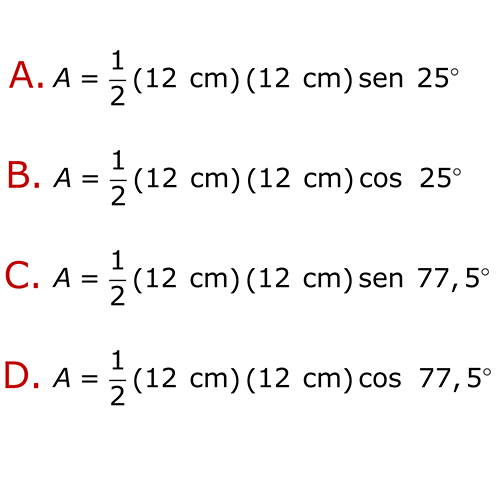 A. A = 1/2 (12 cm)(12 cm) sen 25°
B. A = 1/2 (12 cm)(12 cm) cos 25°
C. A = 1/2 (12 cm)(12 cm) sen 77,5°
D. A = 1/2 (12 cm)(12 cm) cos 77,5°